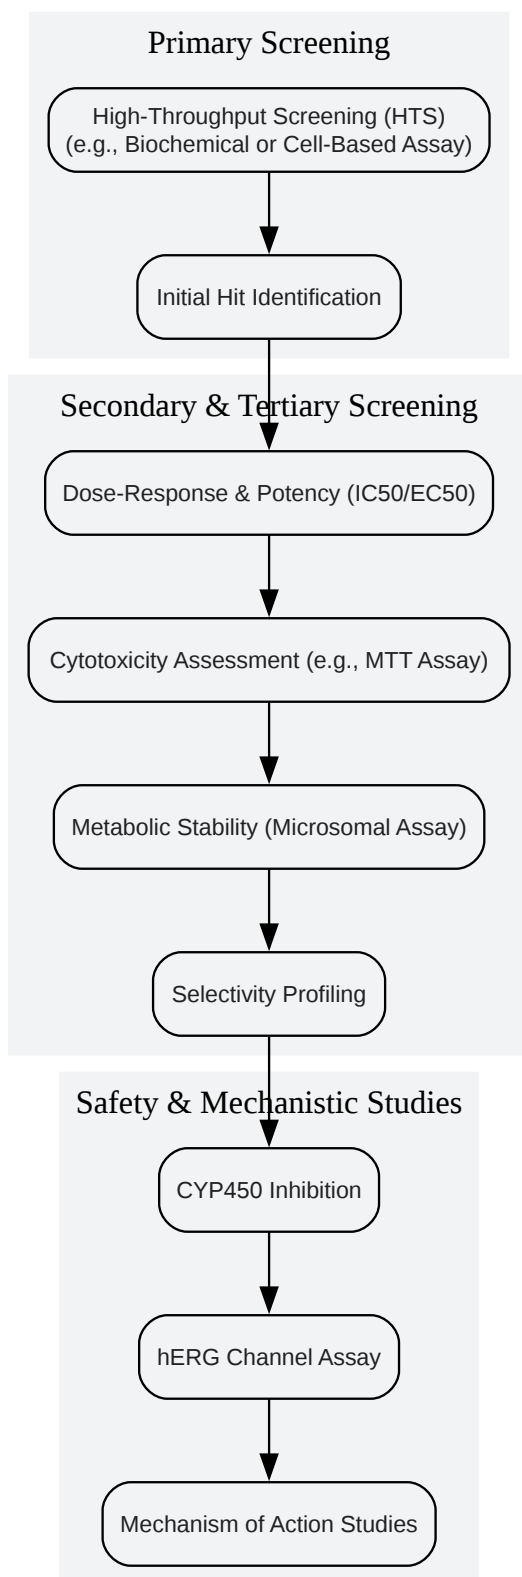 Primary Screening
High-Throughput Screening (HTS)
(e.g., Biochemical or Cell-Based Assay)
Initial Hit Identification
Secondary & Tertiary Screening
Dose-Response & Potency (IC50/EC50)
Cytotoxicity Assessment (e.g., MTT Assay)
Metabolic Stability (Microsomal Assay)
Selectivity Profiling
Safety & Mechanistic Studies
CYP450 Inhibition
hERG Channel Assay
Mechanism of Action Studies